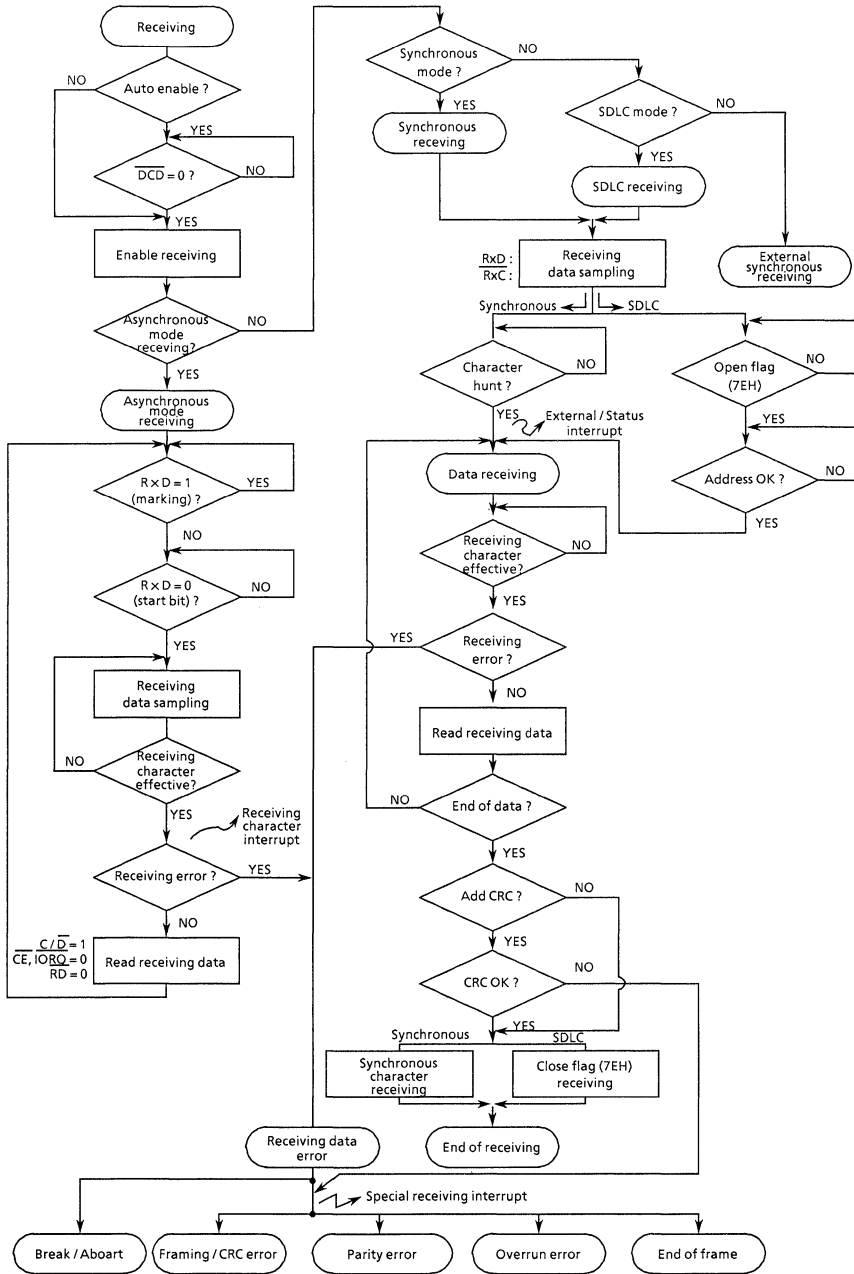 Receiving
Auto enable ?
NO
YES
DCD = 0 ?
NO
YES
Enable receiving
Asynchronous
mode
receving?
NO
YES
Asynchronous
mode
receiving
R × D = 1
(marking) ?
YES
NO
R × D = 0
(start bit) ?
NO
YES
Receiving
data sampling
Receiving
character
effective?
NO
YES
Receiving
character
interrupt
Receiving error ?
YES
NO
C / D = 1
CE, IORQ = 0
RD = 0
Read receiving data
Synchronous
mode ?
NO
YES
Synchronous
receving
SDLC mode ?
NO
YES
SDLC receiving
External
synchronous
receiving
RxD :
RxC :
Receiving
data sampling
Synchronous
SDLC
Character
hunt ?
NO
YES
External / Status
interrupt
Open flag
(7EH)
NO
YES
Address OK ?
NO
YES
Data receiving
Receiving
character
effective?
NO
YES
Receiving
error ?
YES
NO
Read receiving data
End of data ?
NO
YES
Add CRC ?
NO
YES
CRC OK ?
NO
YES
Synchronous
SDLC
Synchronous
character
receiving
Close flag (7EH)
receiving
End of receiving
Receiving data
error
Special receiving interrupt
Break / Aboart
Framing / CRC error
Parity error
Overrun error
End of frame